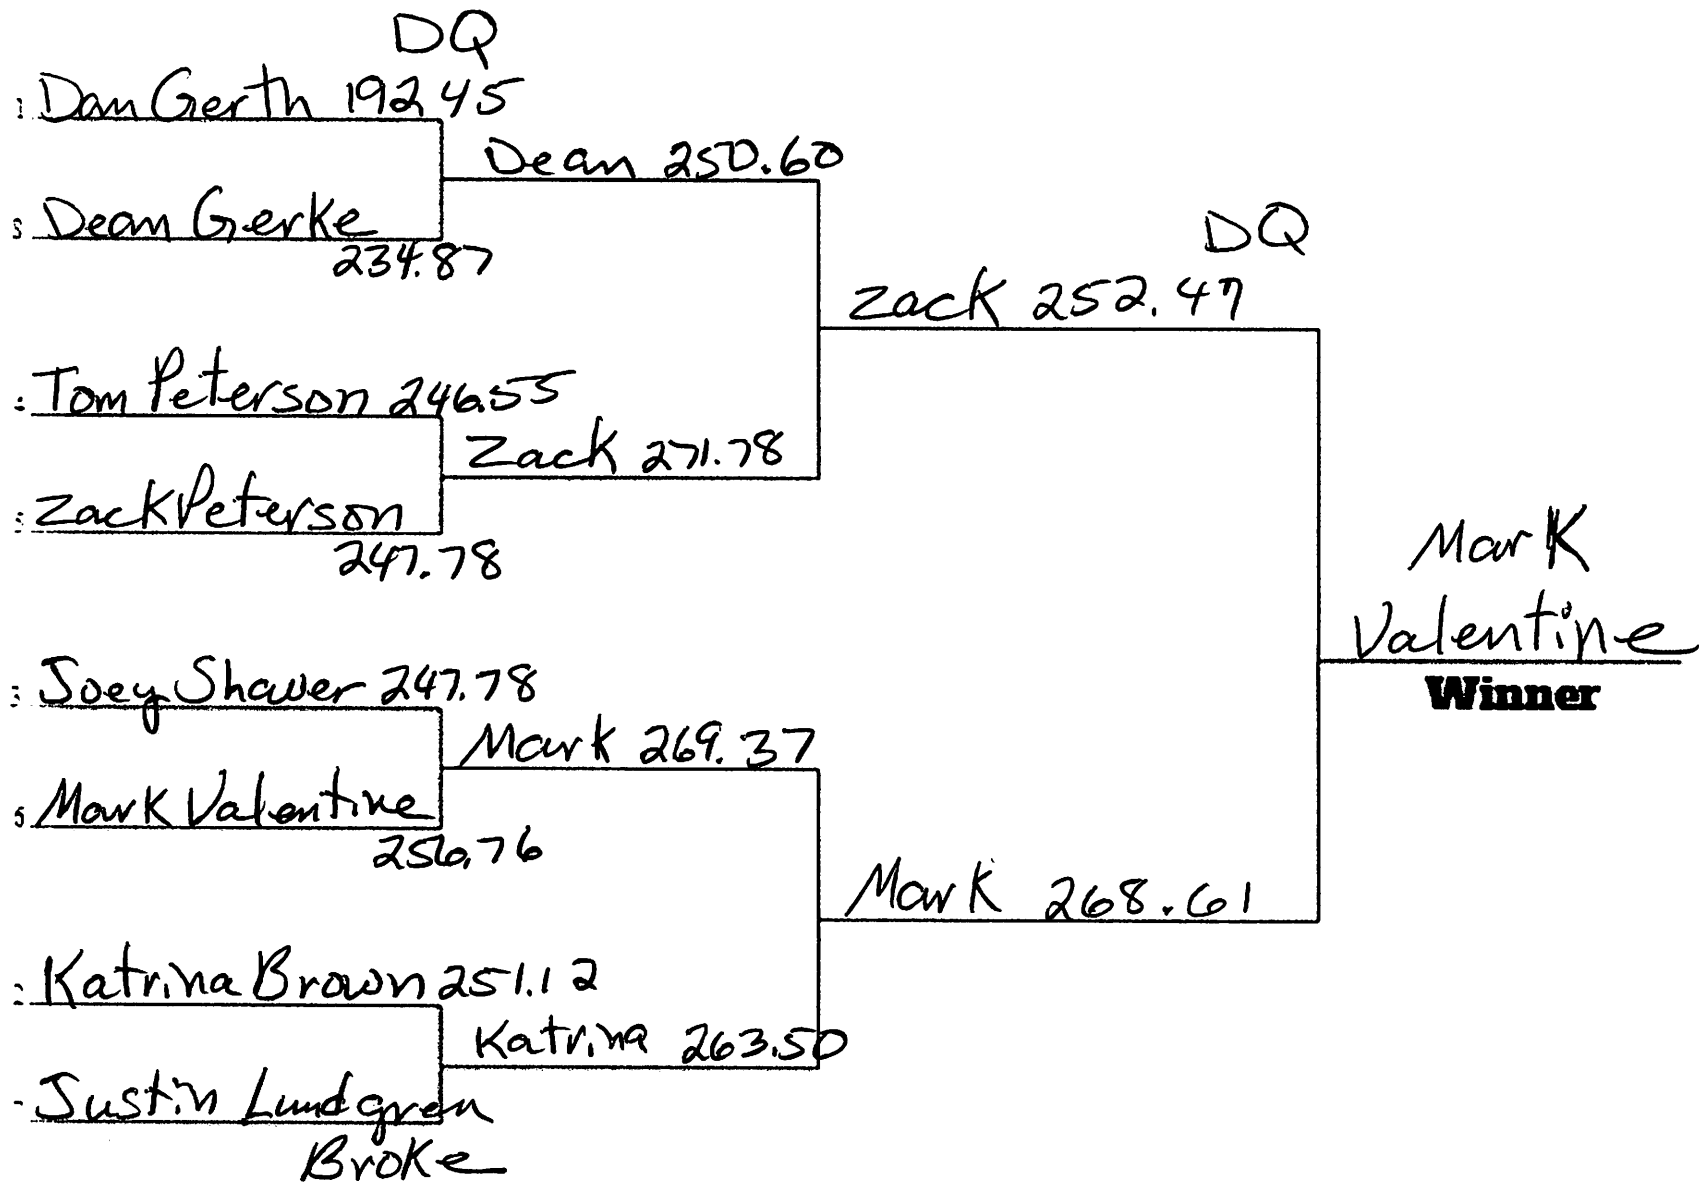 DQ
Dan Gerth 192.45
Dean 250.60
Dean Gerke
234.87
DQ
Zack 252.47
Tom Peterson 246.55
Zack 271.78
Zack Peterson
247.78
Mark
Valentine
Winner
Joey Shaver 247.78
Mark 269.37
Mark Valentine
256.76
Mark 268.61
Katrina Brown 251.12
Katrina 263.50
Justin Lundgren
Broke